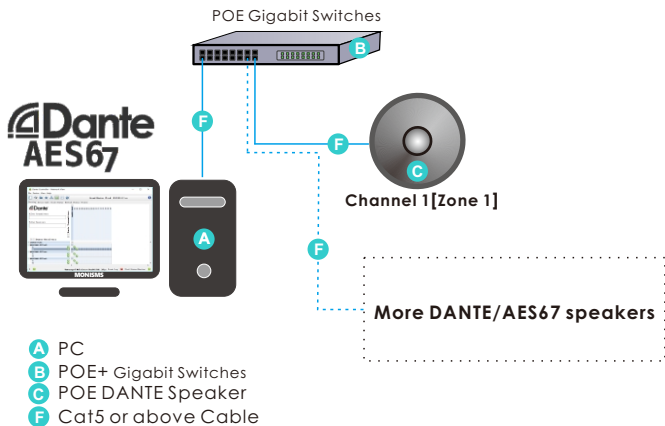 POE Gigabit Switches
B
Dante
AES67
F
F
C
Channel 1[Zone 1]
Dante
A
F
MONISMS
More DANTE/AES67 speakers
A PC
B POE+ Gigabit Switches
C POE DANTE Speaker
F Cat5 or above Cable